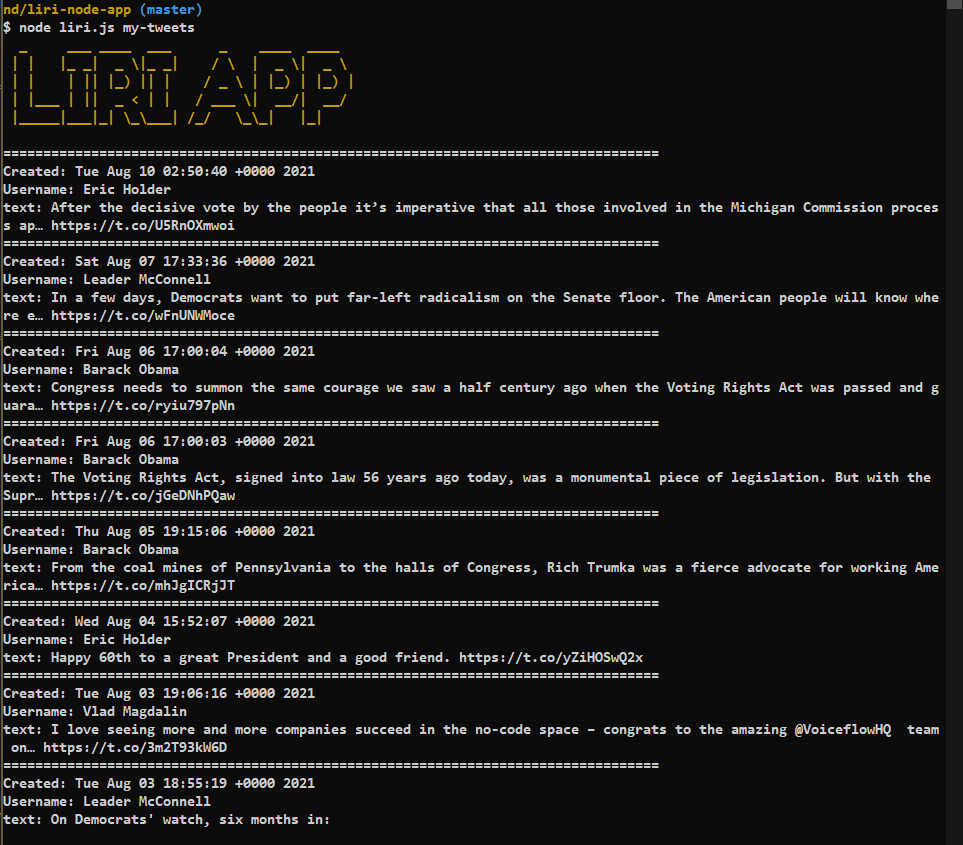 nd/liri-node-app (master)
$ node liri.js my-tweets
LIRI APP
==================================================================================
Created: Tue Aug 10 02:50:40 +0000 2021
Username: Eric Holder
text: After the decisive vote by the people it’s imperative that all those involved in the Michigan Commission proces
s ap… https://t.co/U5RnOXmwoi
==================================================================================
Created: Sat Aug 07 17:33:36 +0000 2021
Username: Leader McConnell
text: In a few days, Democrats want to put far-left radicalism on the Senate floor. The American people will know whe
re e… https://t.co/wFnUNWMoce
==================================================================================
Created: Fri Aug 06 17:00:04 +0000 2021
Username: Barack Obama
text: Congress needs to summon the same courage we saw a half century ago when the Voting Rights Act was passed and g
uara… https://t.co/ryiu797pNn
==================================================================================
Created: Fri Aug 06 17:00:03 +0000 2021
Username: Barack Obama
text: The Voting Rights Act, signed into law 56 years ago today, was a monumental piece of legislation. But with the
Supr… https://t.co/jGeDNhPQaw
==================================================================================
Created: Thu Aug 05 19:15:06 +0000 2021
Username: Barack Obama
text: From the coal mines of Pennsylvania to the halls of Congress, Rich Trumka was a fierce advocate for working Ame
rica… https://t.co/mhJgICRjJT
==================================================================================
Created: Wed Aug 04 15:52:07 +0000 2021
Username: Eric Holder
text: Happy 60th to a great President and a good friend. https://t.co/yZiHOSwQ2x
==================================================================================
Created: Tue Aug 03 19:06:16 +0000 2021
Username: Vlad Magdalin
text: I love seeing more and more companies succeed in the no-code space – congrats to the amazing @VoiceflowHQ  team
 on… https://t.co/3m2T93kW6D
==================================================================================
Created: Tue Aug 03 18:55:19 +0000 2021
Username: Leader McConnell
text: On Democrats' watch, six months in: